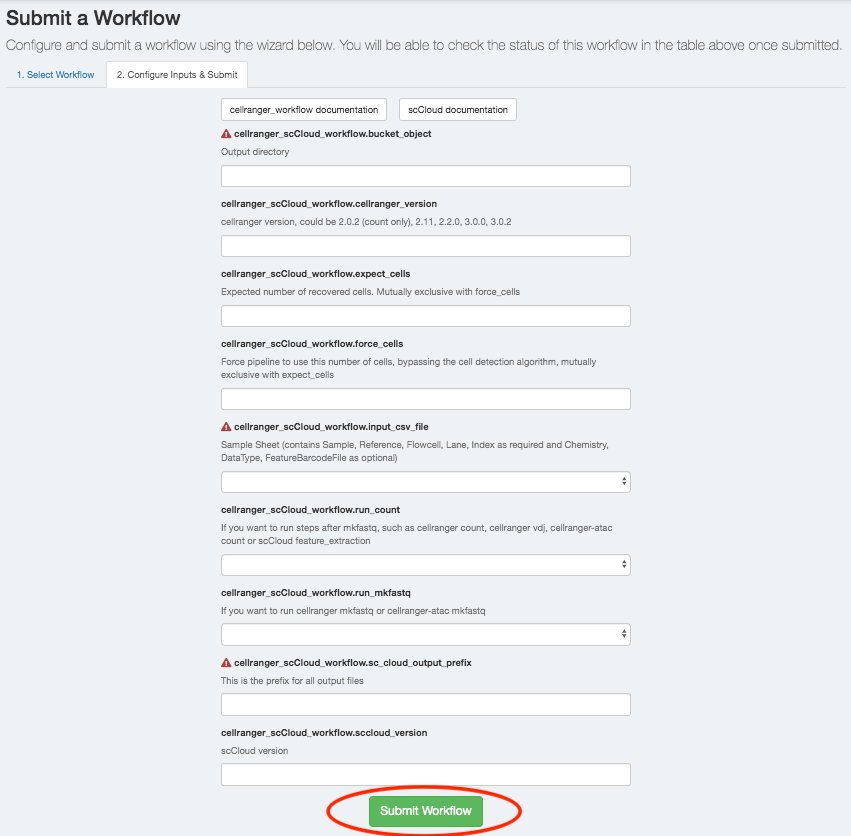 Submit a Workflow
Configure and submit a workflow using the wizard below. You will be able to check the status of this workflow in the table above once submitted.
1. Select Workflow 2. Configure Inputs & Submit
cellranger_workflow documentation scCloud documentation
cellranger_scCloud_workflow.bucket_object
Output directory
cellranger_scCloud_workflow.cellranger_version
cellranger version, could be 2.0.2 (count only), 2.11, 2.2.0, 3.0.0, 3.0.2
cellranger_scCloud_workflow.expect_cells
Expected number of recovered cells. Mutually exclusive with force_cells
cellranger_scCloud_workflow.force_cells
Force pipeline to use this number of cells, bypassing the cell detection algorithm, mutually
exclusive with expect_cells
cellranger_scCloud_workflow.input_csv_file
Sample Sheet (contains Sample, Reference, Flowcell, Lane, Index as required and Chemistry,
DataType, FeatureBarcodeFile as optional)
cellranger_scCloud_workflow.run_count
If you want to run steps after mkfastq, such as cellranger count, cellranger vdj, cellranger-atac
count or scCloud feature_extraction
cellranger_scCloud_workflow.run_mkfastq
If you want to run cellranger mkfastq or cellranger-atac mkfastq
cellranger_scCloud_workflow.sc_cloud_output_prefix
This is the prefix for all output files
cellranger_scCloud_workflow.sccloud_version
scCloud version
Submit Workflow